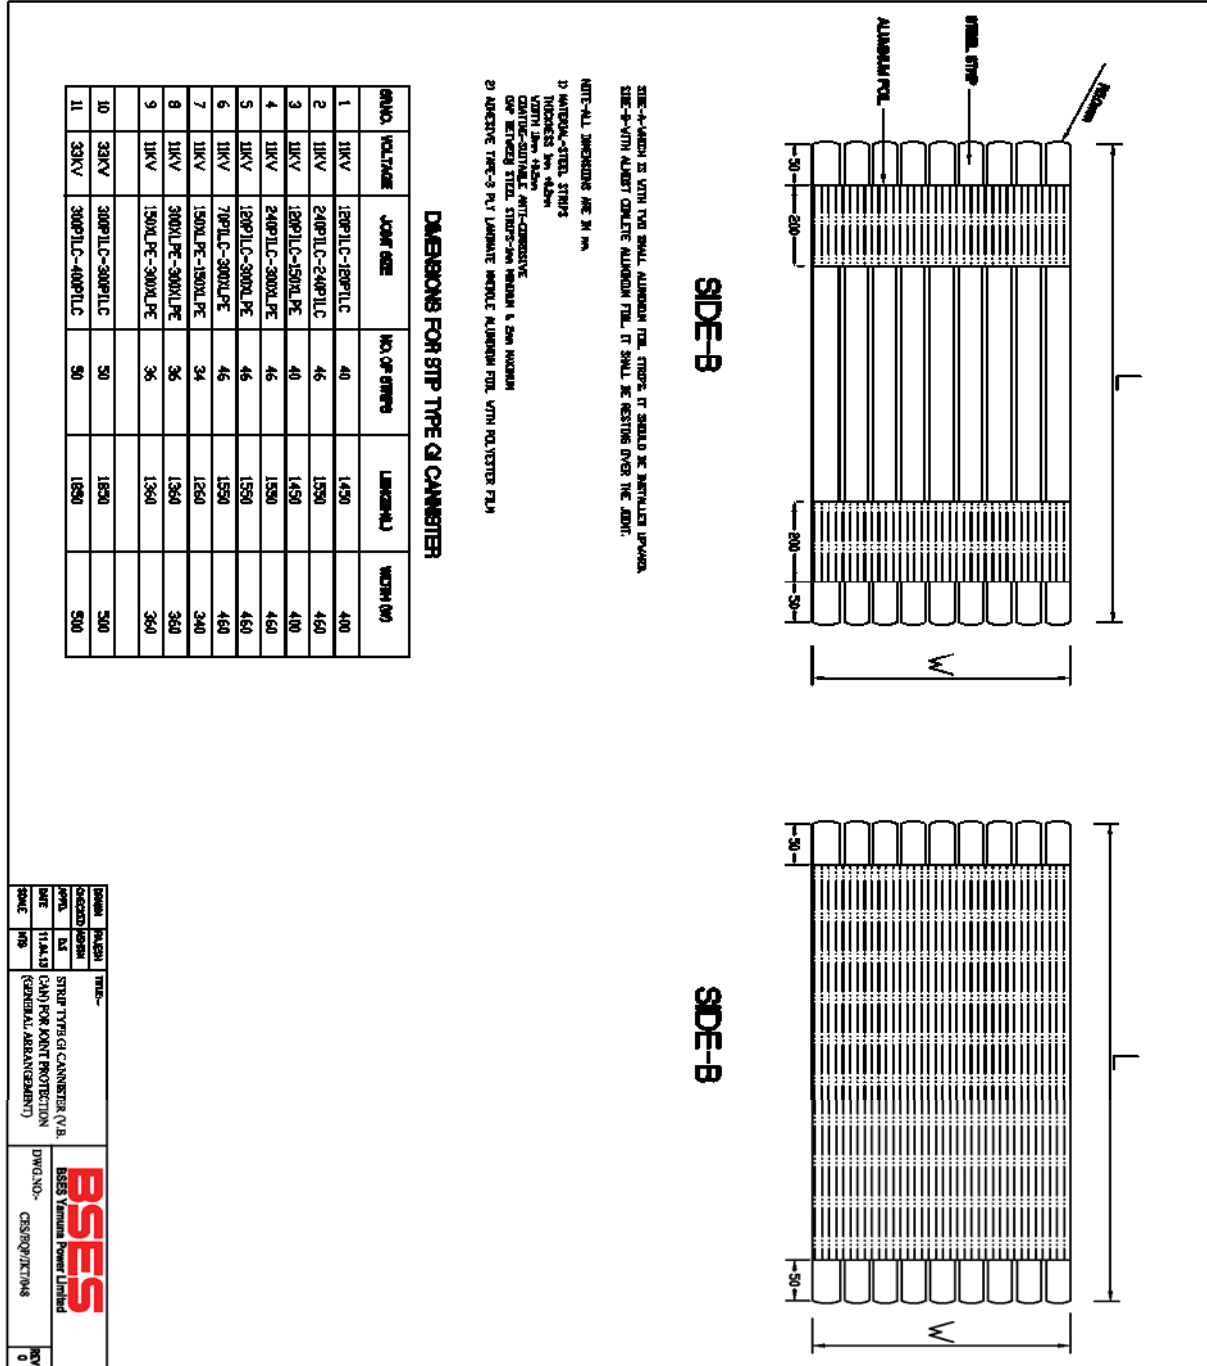 R5.0mm
STEEL STRIP
ALUMINIUM FOIL
L
W
50
200
200
50
SIDE-B
L
W
50
50
SIDE-B
SIDE-A-WHICH IS WITH TWO SMALL ALUMINIUM FOIL STRIPS. IT SHOULD BE INSTALLED UPWARD.
SIDE-B-WITH ALMOST COMLETE ALUMINIUM FOIL. IT SHALL BE RESTING OVER THE JOINT.
NOTE-ALL DIMENSIONS ARE IN mm
1) MATERIAL-STEEL STRIPS
THICKNESS 1mm
WIDTH
COATING-SUITABLE ANTI-CORROSIVE
GAP BETWEEN STEEL STRIPS-1mm MINIMUM & 2mm MAXIMUM
2) ADHESIVE TAPE-3 PLY LAMINATE MIDDLE ALUMINIUM FOIL WITH POLYESTER FILM
DIMENSIONS FOR STIP TYPE GI CANNISTER
SR.NO. VOLTAGE JOINT SIZE NO. OF STRIPS LENGTH(L) WIDTH (W)
1 11KV 120PILC-120PILC 40 1450 400
2 11KV 240PILC-240PILC 46 1550 460
3 11KV 120PILC-150XLPE 40 1450 400
4 11KV 240PILC-300XLPE 46 1550 460
5 11KV 120PILC-300XLPE 46 1550 460
6 11KV 70PILC-300XLPE 46 1550 460
7 11KV 150XLPE-150XLPE 34 1260 340
8 11KV 300XLPE-300XLPE 36 1360 360
9 11KV 150XLPE-300XLPE 36 1360 360
10 33KV 300PILC-300PILC 50 1850 500
11 33KV 300PILC-400PILC 50 1850 500
DRAWN RAJESH
CHECKED ASHISH
APPD. D.S
DATE 11.04.13
SCALE NTS
TITLE:-
STRIP TYPE GI CANNISTER (V.B.
CAN) FOR JOINT PROTECTION
(GENERAL ARRANGEMENT)
BSES
BSES Yamuna Power Limited
DWG.NO:- CES/BQP/JKT/048
REV
0